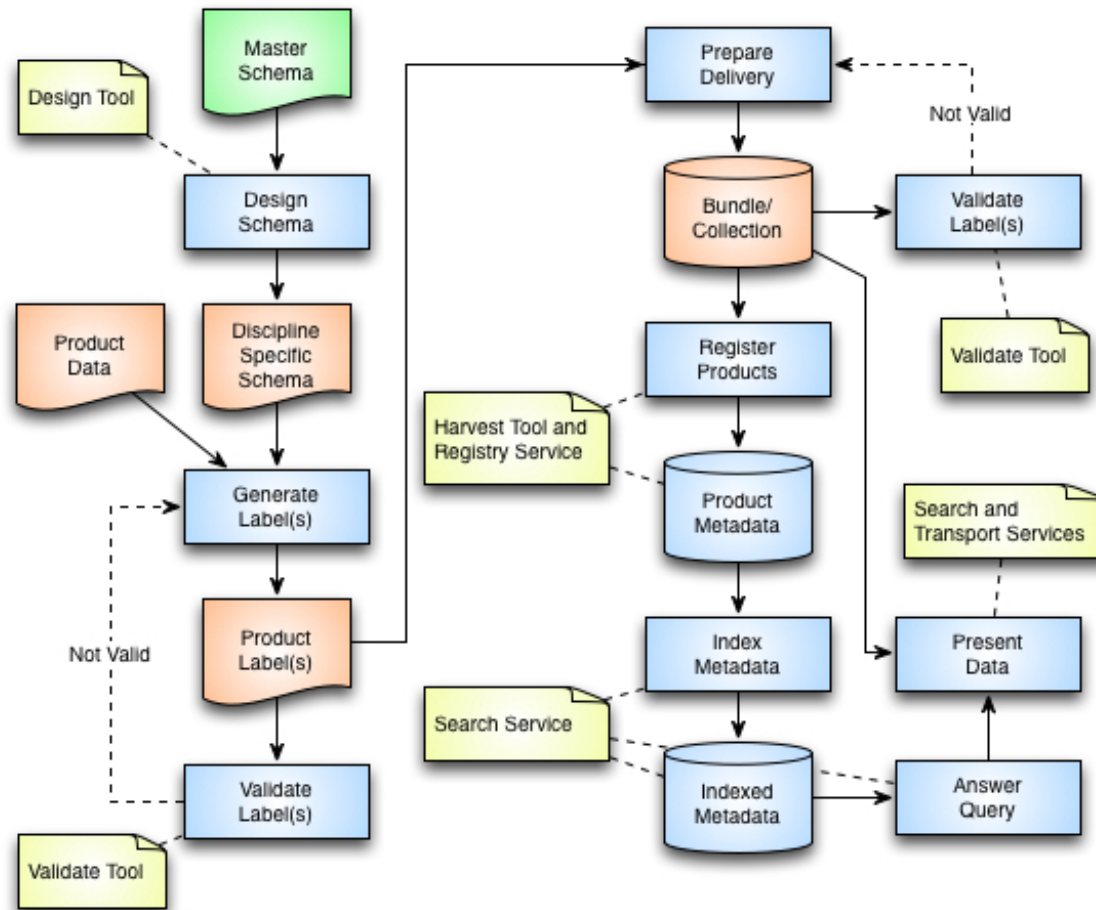 Master
Schema
Design Tool
Design
Schema
Product
Data
Discipline
Specific
Schema
Generate
Label(s)
Not Valid
Product
Label(s)
Validate
Label(s)
Validate Tool
Prepare
Delivery
Not Valid
Bundle/
Collection
Validate
Label(s)
Validate Tool
Register
Products
Harvest Tool and
Registry Service
Product
Metadata
Search and
Transport Services
Index
Metadata
Present
Data
Search Service
Indexed
Metadata
Answer
Query